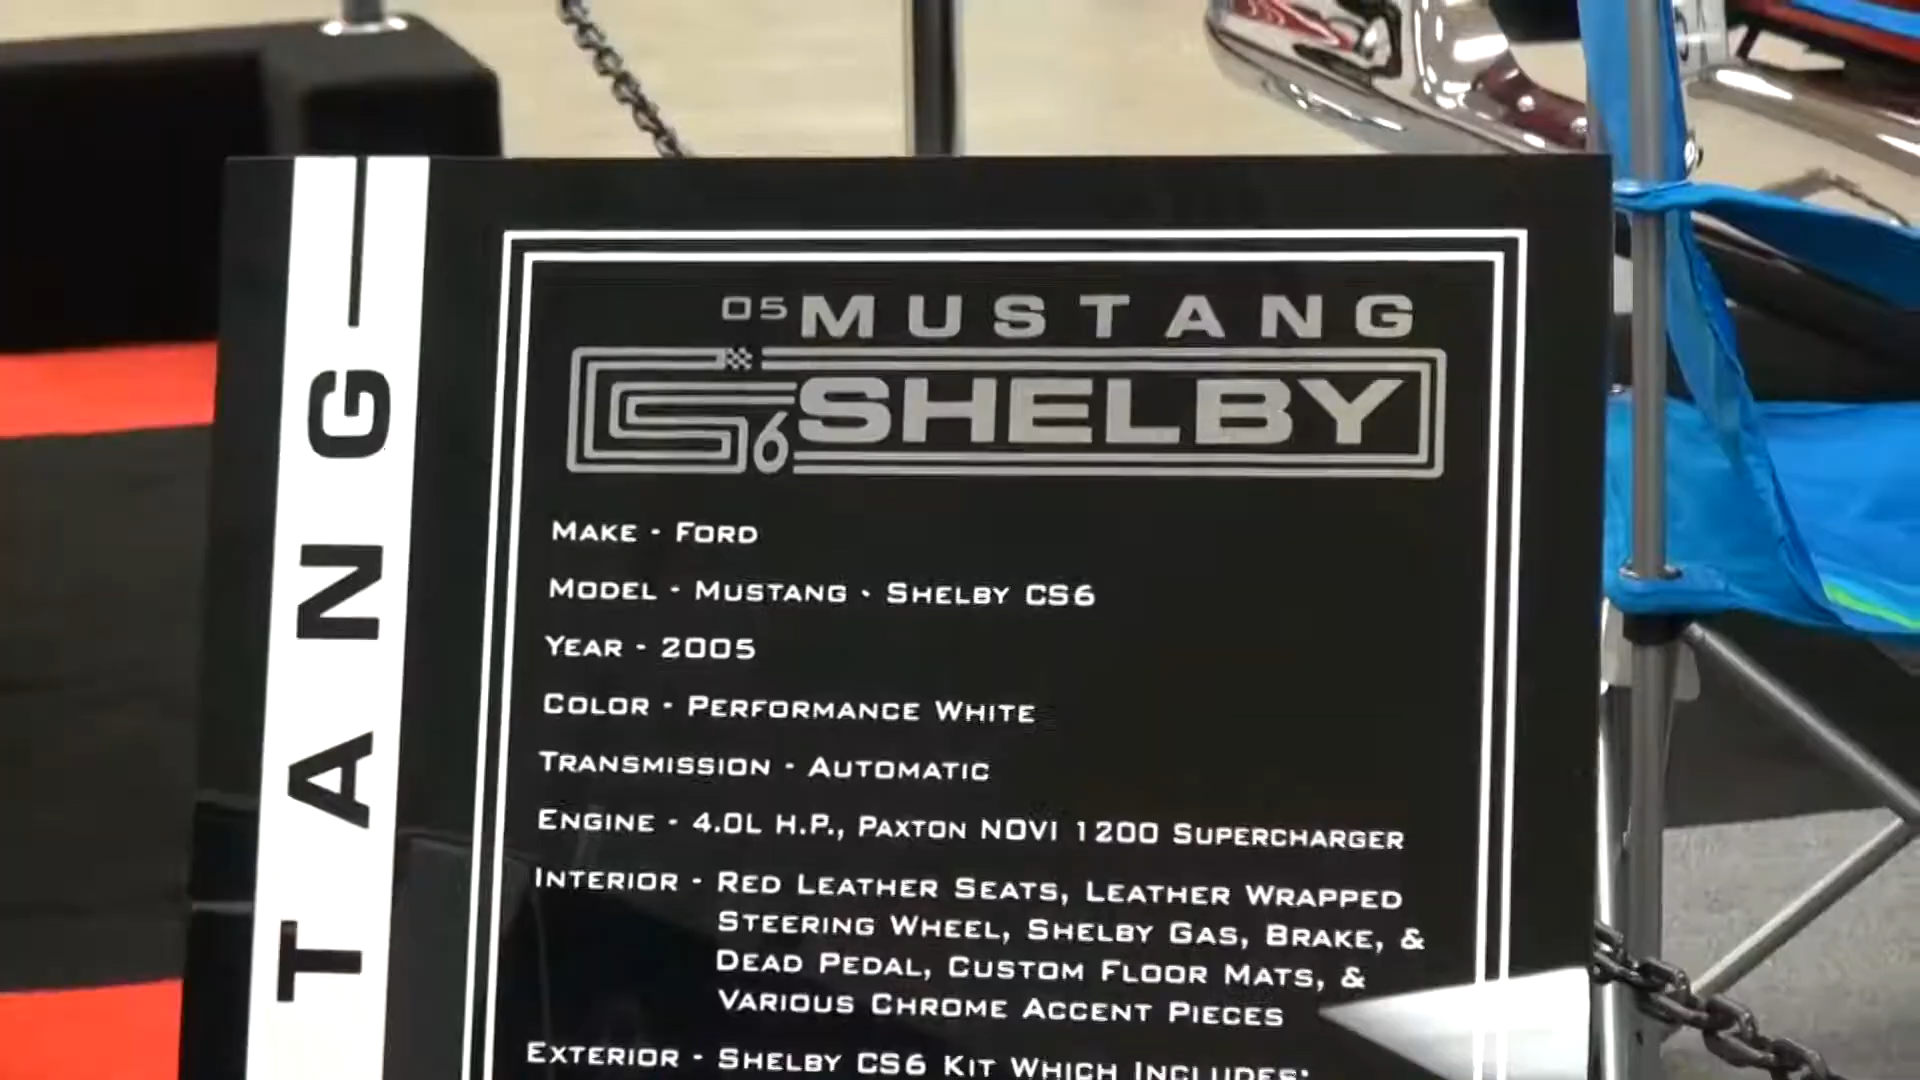 TANG
05 MUSTANG
CS6 SHELBY
MAKE - FORD
MODEL - MUSTANG - SHELBY CS6
YEAR - 2005
COLOR - PERFORMANCE WHITE
TRANSMISSION - AUTOMATIC
ENGINE - 4.0L H.P., PAXTON NOVI 1200 SUPERCHARGER
INTERIOR - RED LEATHER SEATS, LEATHER WRAPPED
STEERING WHEEL, SHELBY GAS, BRAKE, &
DEAD PEDAL, CUSTOM FLOOR MATS, &
VARIOUS CHROME ACCENT PIECES
EXTERIOR - SHELBY CS6 KIT WHICH INCLUDES: